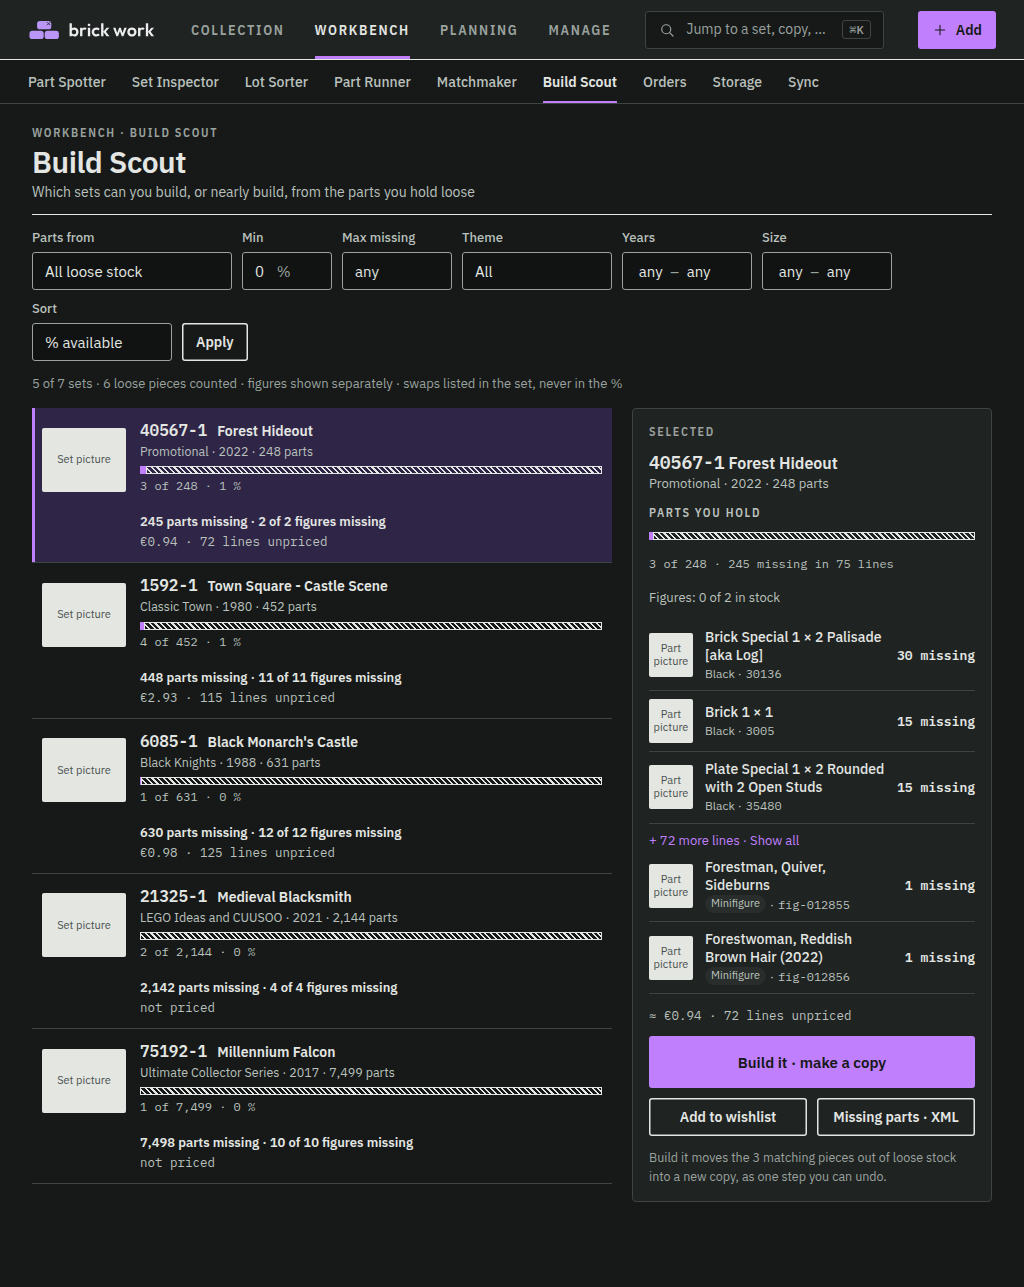 brick work
COLLECTION
WORKBENCH
PLANNING
MANAGE
Jump to a set, copy, …
⌘K
+ Add
Part Spotter
Set Inspector
Lot Sorter
Part Runner
Matchmaker
Build Scout
Orders
Storage
Sync
WORKBENCH · BUILD SCOUT
Build Scout
Which sets can you build, or nearly build, from the parts you hold loose
Parts from
Min
Max missing
Theme
Years
Size
All loose stock
0 %
any
All
any – any
any – any
Sort
% available
Apply
5 of 7 sets · 6 loose pieces counted · figures shown separately · swaps listed in the set, never in the %
Set picture
40567-1 Forest Hideout
Promotional · 2022 · 248 parts
3 of 248 · 1 %
245 parts missing · 2 of 2 figures missing
€0.94 · 72 lines unpriced
Set picture
1592-1 Town Square - Castle Scene
Classic Town · 1980 · 452 parts
4 of 452 · 1 %
448 parts missing · 11 of 11 figures missing
€2.93 · 115 lines unpriced
Set picture
6085-1 Black Monarch's Castle
Black Knights · 1988 · 631 parts
1 of 631 · 0 %
630 parts missing · 12 of 12 figures missing
€0.98 · 125 lines unpriced
Set picture
21325-1 Medieval Blacksmith
LEGO Ideas and CUUSOO · 2021 · 2,144 parts
2 of 2,144 · 0 %
2,142 parts missing · 4 of 4 figures missing
not priced
Set picture
75192-1 Millennium Falcon
Ultimate Collector Series · 2017 · 7,499 parts
1 of 7,499 · 0 %
7,498 parts missing · 10 of 10 figures missing
not priced
SELECTED
40567-1 Forest Hideout
Promotional · 2022 · 248 parts
PARTS YOU HOLD
3 of 248 · 245 missing in 75 lines
Figures: 0 of 2 in stock
Part
picture
Brick Special 1 × 2 Palisade
[aka Log]
Black · 30136
30 missing
Part
picture
Brick 1 × 1
Black · 3005
15 missing
Part
picture
Plate Special 1 × 2 Rounded
with 2 Open Studs
Black · 35480
15 missing
+ 72 more lines · Show all
Part
picture
Forestman, Quiver,
Sideburns
Minifigure · fig-012855
1 missing
Part
picture
Forestwoman, Reddish
Brown Hair (2022)
Minifigure · fig-012856
1 missing
≈ €0.94 · 72 lines unpriced
Build it · make a copy
Add to wishlist
Missing parts · XML
Build it moves the 3 matching pieces out of loose stock
into a new copy, as one step you can undo.